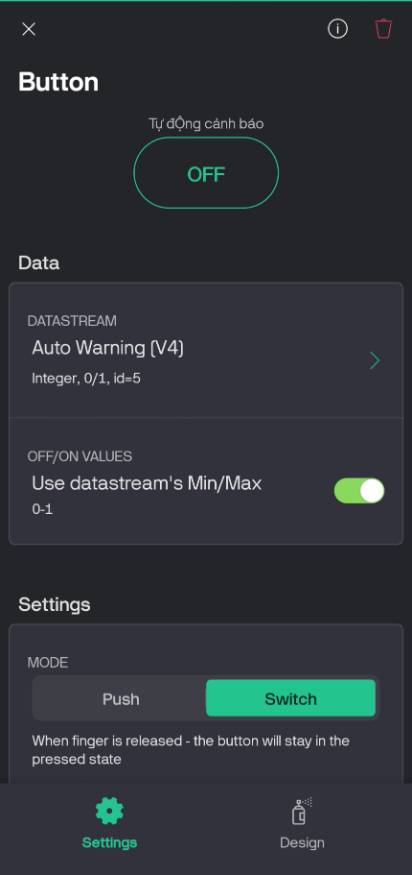 Button
Tự động cảnh báo
OFF
Data
DATASTREAM
Auto Warning (V4)
Integer, 0/1, id=5
OFF/ON VALUES
Use datastream's Min/Max
0-1
Settings
MODE
Push
Switch
When finger is released - the button will stay in the
pressed state
Settings
Design